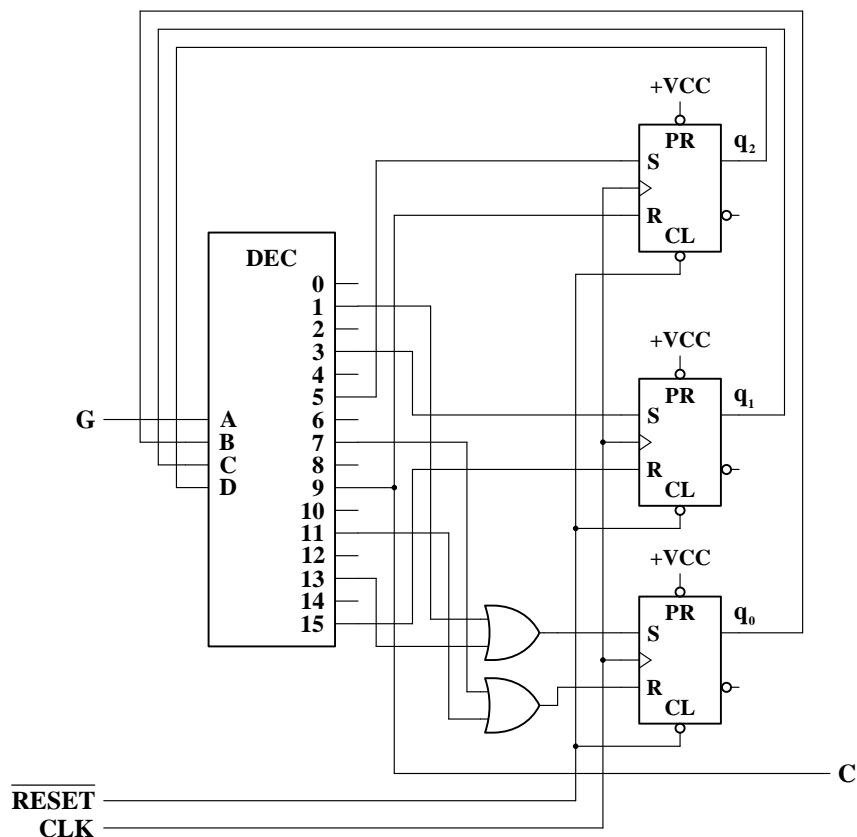 +VCC
PR
q₂
S
R
CL
DEC
0
1
2
3
4
5
6
7
8
9
10
11
12
13
14
15
G
A
B
C
D
+VCC
PR
q₁
S
R
CL
+VCC
PR
q₀
S
R
CL
C
RESET
CLK